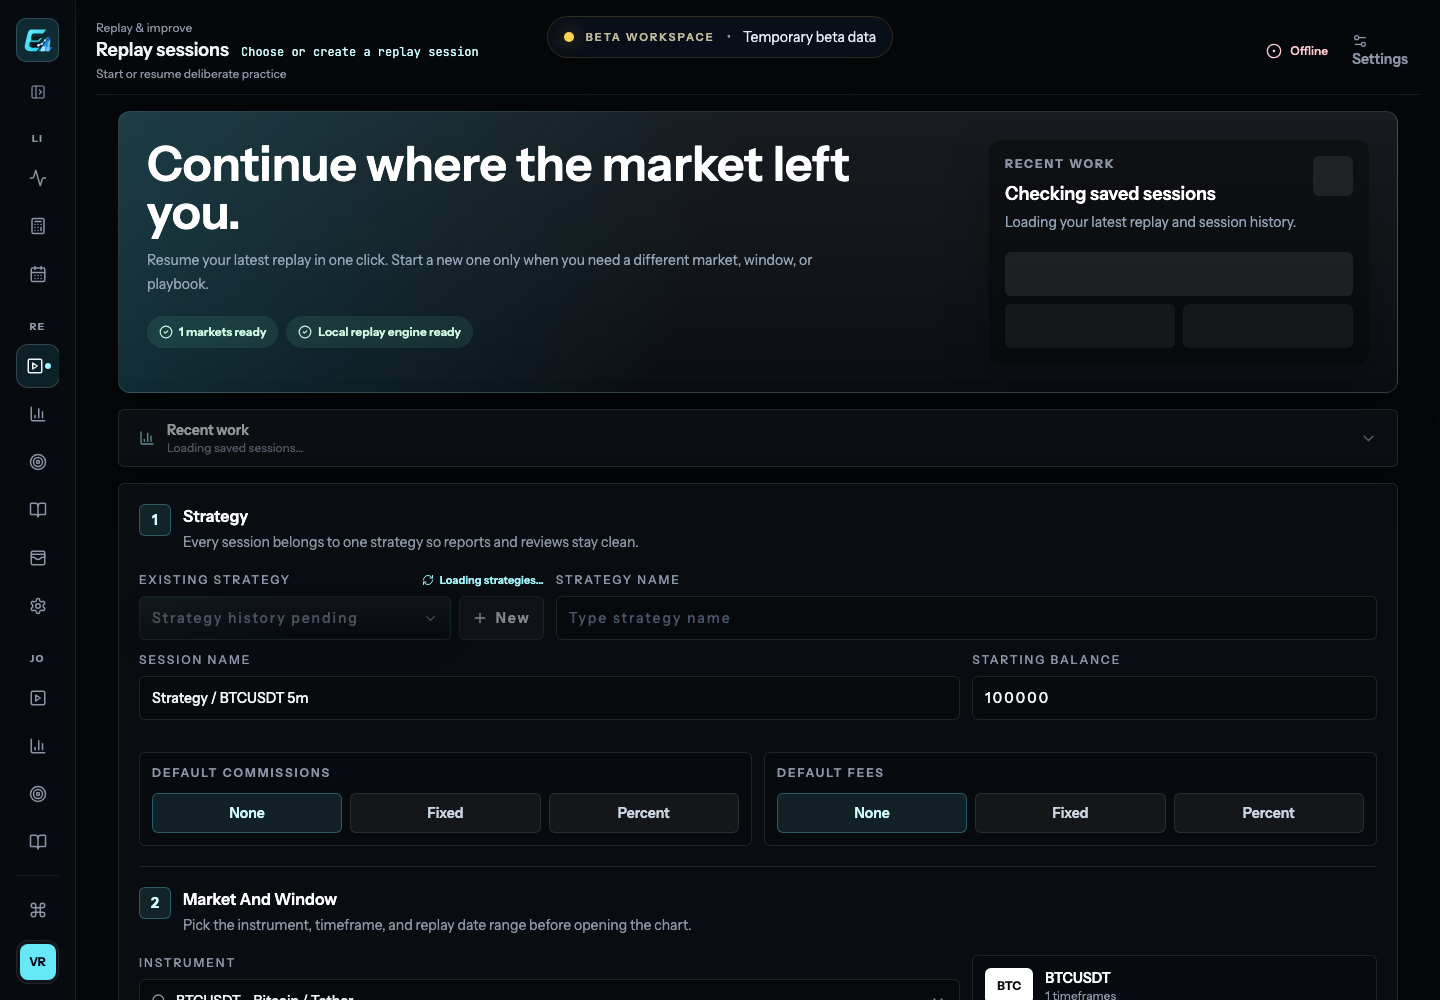 Replay & improve
Replay sessions Choose or create a replay session
Start or resume deliberate practice
BETA WORKSPACE · Temporary beta data
Offline
Settings
LI
RE
JO
VR
Continue where the market left
you.
Resume your latest replay in one click. Start a new one only when you need a different market, window, or
playbook.
1 markets ready
Local replay engine ready
RECENT WORK
Checking saved sessions
Loading your latest replay and session history.
Recent work
Loading saved sessions...
1 Strategy
Every session belongs to one strategy so reports and reviews stay clean.
EXISTING STRATEGY
Loading strategies...
STRATEGY NAME
Strategy history pending
New
Type strategy name
SESSION NAME
STARTING BALANCE
Strategy / BTCUSDT 5m
100000
DEFAULT COMMISSIONS
None Fixed Percent
DEFAULT FEES
None Fixed Percent
2 Market And Window
Pick the instrument, timeframe, and replay date range before opening the chart.
INSTRUMENT
BTCUSDT - Bitcoin / Tether
BTC
BTCUSDT
1 timeframes